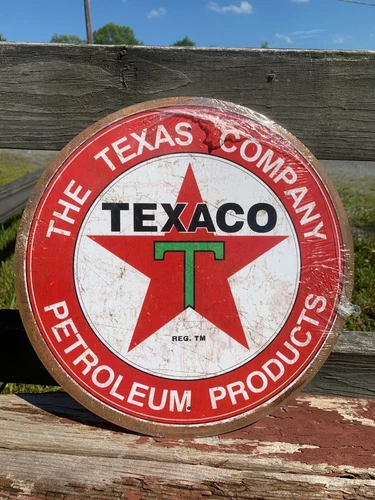 THE TEXAS COMPANY
TEXACO
T
REG. TM
PETROLEUM PRODUCTS